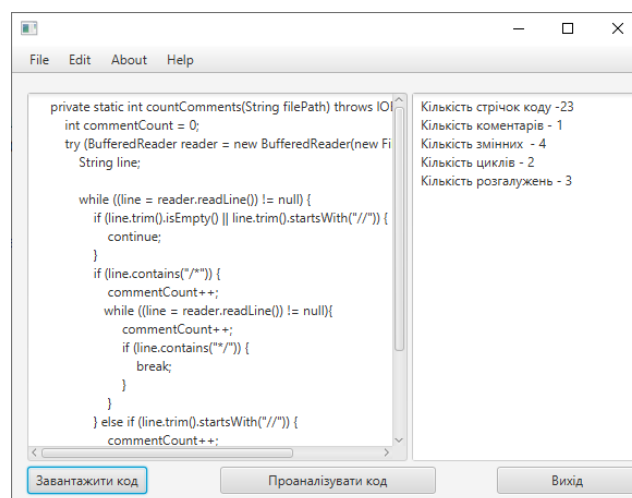 File Edit About Help
private static int countComments(String filePath) throws IOI
int commentCount = 0;
try (BufferedReader reader = new BufferedReader(new Fi
String line;
while ((line = reader.readLine()) != null) {
if (line.trim().isEmpty() || line.trim().startsWith("//")) {
continue;
}
if (line.contains("/*")) {
commentCount++;
while ((line = reader.readLine()) != null){
commentCount++;
if (line.contains("*/")) {
break;
}
}
} else if (line.trim().startsWith("//")) {
commentCount++;
Кількість стрічок коду -23
Кількість коментарів - 1
Кількість змінних - 4
Кількість циклів - 2
Кількість розгалужень - 3
Завантажити код Проаналізувати код Вихід